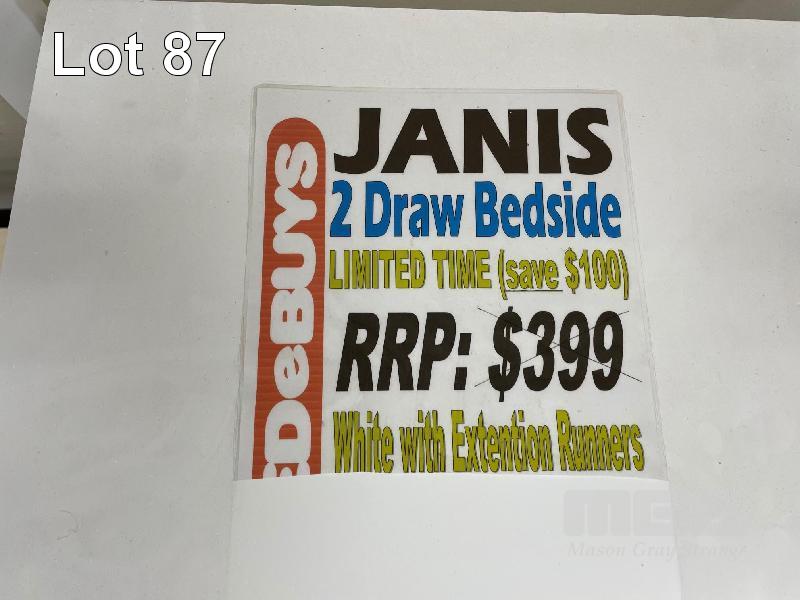 Lot 87
JANIS
2 Draw Bedside
LIMITED TIME (save $100)
RRP: $399
White with Extention Runners
DeBUYS
Mason Gray Strange